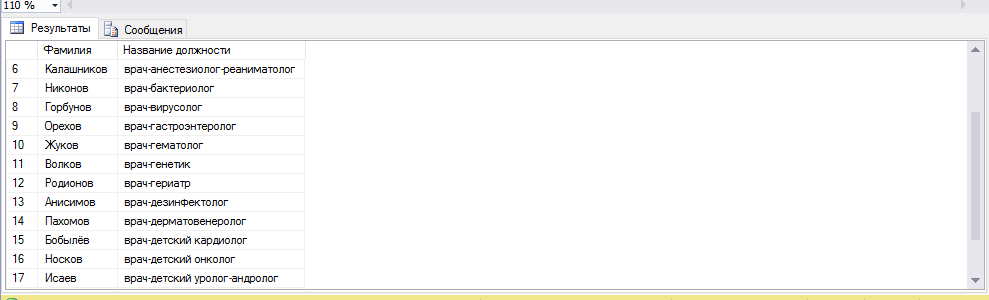 110 %
Результаты Сообщения
Фамилия Название должности
6 Калашников врач-анестезиолог-реаниматолог
7 Никонов врач-бактериолог
8 Горбунов врач-вирусолог
9 Орехов врач-гастроэнтеролог
10 Жуков врач-гематолог
11 Волков врач-генетик
12 Родионов врач-гериатр
13 Анисимов врач-дезинфектолог
14 Пахомов врач-дерматовенеролог
15 Бобылёв врач-детский кардиолог
16 Носков врач-детский онколог
17 Исаев врач-детский уролог-андролог